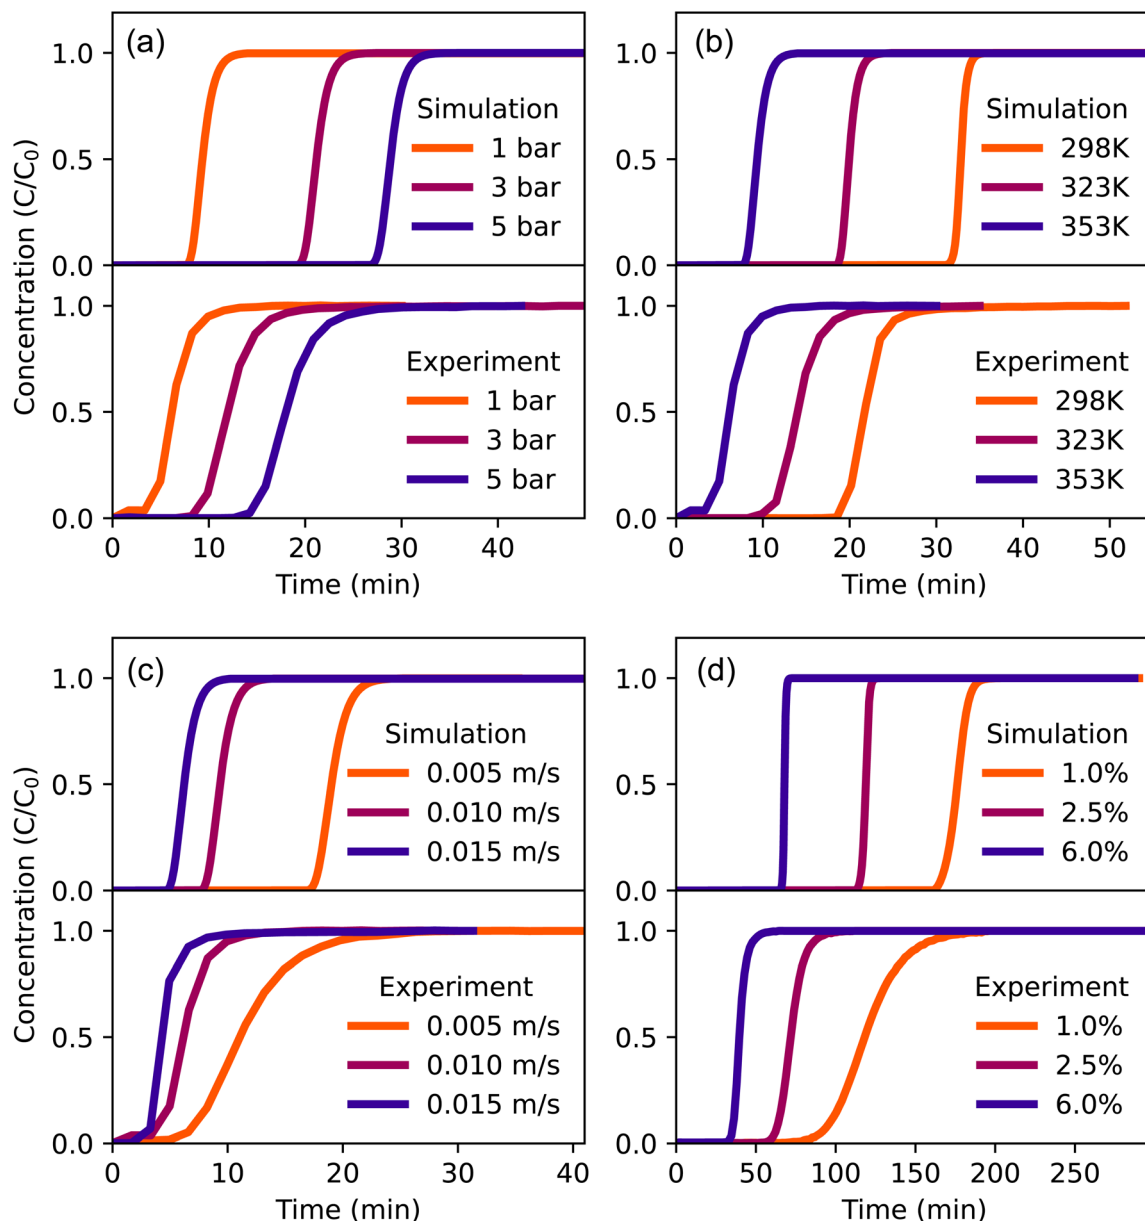 (a)
Concentration (C/C₀)
1.0
0.5
0.0
Simulation
1 bar
3 bar
5 bar
1.0
0.5
0.0
Experiment
1 bar
3 bar
5 bar
0 10 20 30 40
Time (min)
(b)
1.0
0.5
0.0
Simulation
298K
323K
353K
1.0
0.5
0.0
Experiment
298K
323K
353K
0 10 20 30 40 50
Time (min)
(c)
Concentration (C/C₀)
1.0
0.5
0.0
Simulation
0.005 m/s
0.010 m/s
0.015 m/s
1.0
0.5
0.0
Experiment
0.005 m/s
0.010 m/s
0.015 m/s
0 10 20 30 40
Time (min)
(d)
1.0
0.5
0.0
Simulation
1.0%
2.5%
6.0%
1.0
0.5
0.0
Experiment
1.0%
2.5%
6.0%
0 50 100 150 200 250
Time (min)